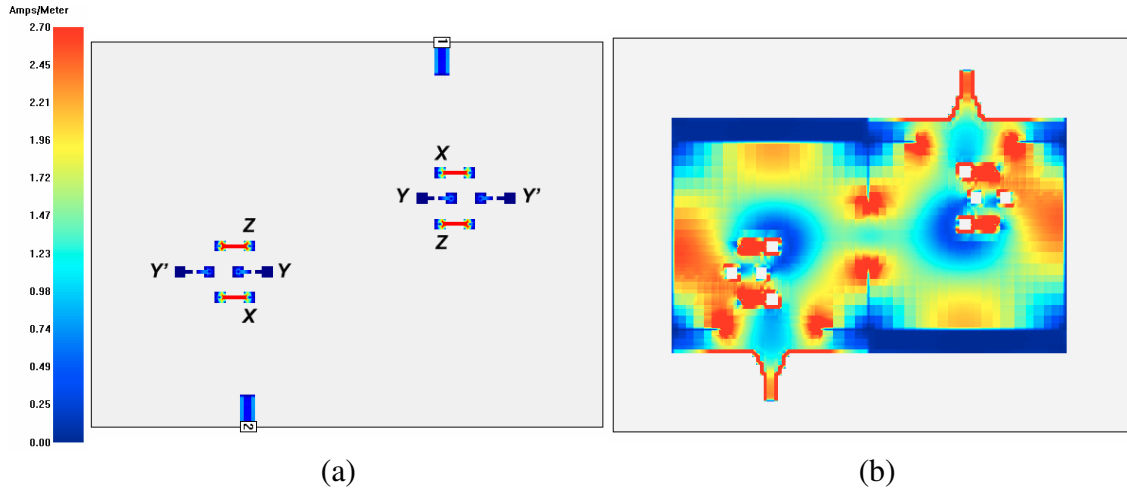 Amps/Meter
2.70
2.46
2.21
1.96
1.72
1.47
1.23
0.98
0.74
0.49
0.25
0.00
1
X
Y Y'
Z
Z
Y' Y
X
2
(a) (b)